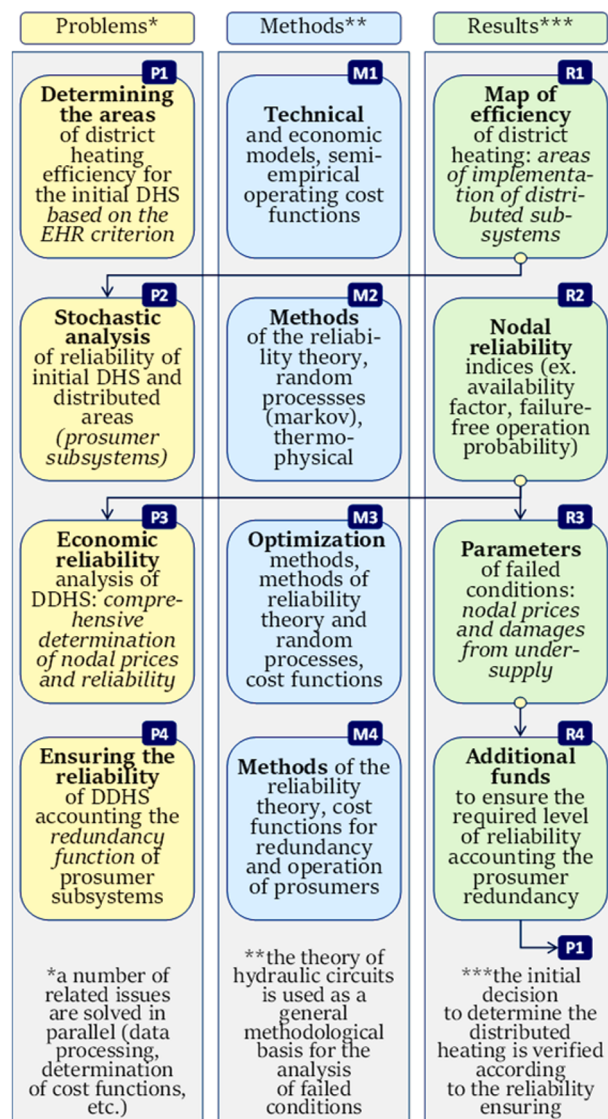 Problems*
Methods**
Results***
P1
Determining
the areas
of district
heating
efficiency for
the initial DHS
based on the
EHR criterion
M1
Technical
and economic
models, semi-
empirical
operating cost
functions
R1
Map of
efficiency
of district
heating: areas
of implementa-
tion of distri-
buted sub-
systems
P2
Stochastic
analysis
of reliability of
initial DHS and
distributed
areas
(prosumer
subsystems)
M2
Methods
of the reliabi-
lity theory,
random
processses
(markov),
thermo-
physical
R2
Nodal
reliability
indices (ex.
availability
factor, failure-
free operation
probability)
P3
Economic
reliability
analysis of
DDHS: compre-
hensive
determination
of nodal prices
and reliability
M3
Optimization
methods,
methods of
reliability
theory and
random
processes,
cost functions
R3
Parameters
of failed
conditions:
nodal prices
and damages
from under-
supply
P4
Ensuring the
reliability
of DDHS
accounting the
redundancy
function of
prosumer
subsystems
M4
Methods of the
reliability
theory, cost
functions for
redundancy
and operation
of prosumers
R4
Additional
funds
to ensure the
required level
of reliability
accounting the
prosumer
redundancy
P1
*a number of
related issues
are solved in
parallel (data
processing,
determination
of cost functions,
etc.)
**the theory of
hydraulic circuits
is used as a
general
methodological
basis for the
analysis
of failed
conditions
***the initial
decision
to determine the
distributed
heating is verified
according
to the reliability
ensuring